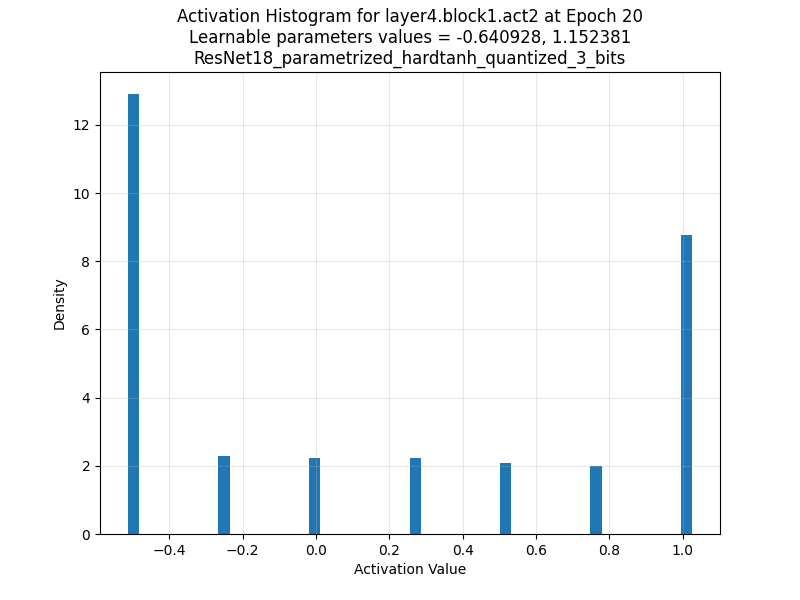 Activation Histogram for layer4.block1.act2 at Epoch 20
Learnable parameters values = -0.640928, 1.152381
ResNet18_parametrized_hardtanh_quantized_3_bits
12
10
8
6
4
2
0
Density
−0.4 −0.2 0.0 0.2 0.4 0.6 0.8 1.0
Activation Value